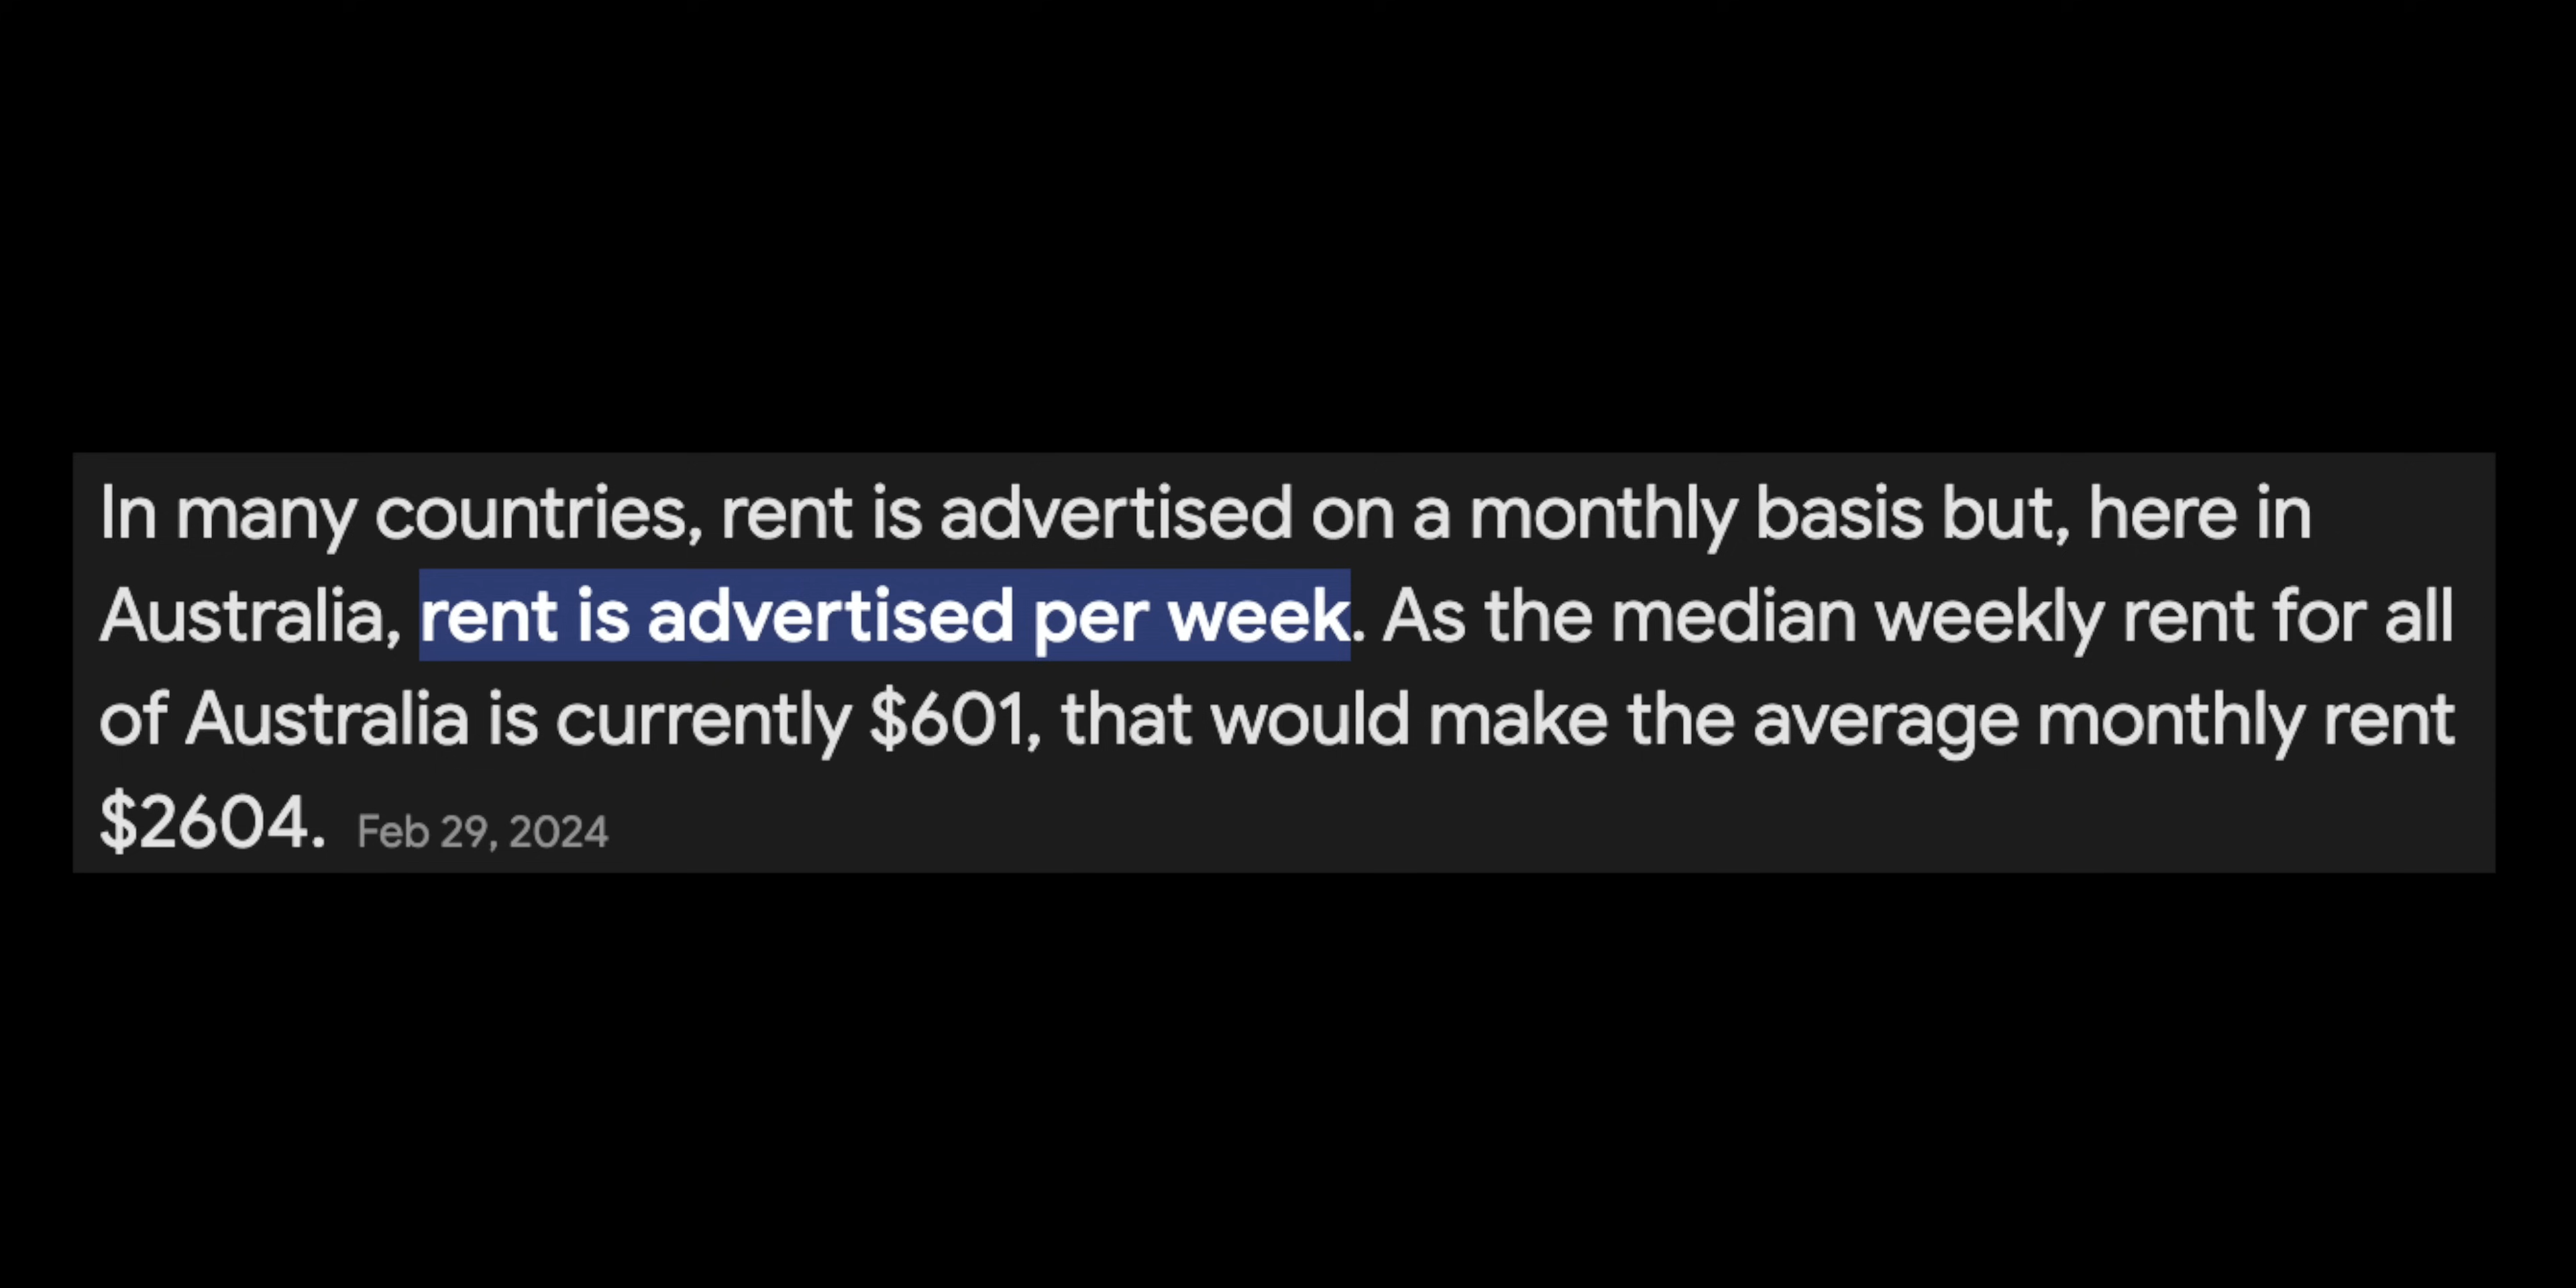 In many countries, rent is advertised on a monthly basis but, here in
Australia, rent is advertised per week. As the median weekly rent for all
of Australia is currently $601, that would make the average monthly rent
$2604. Feb 29, 2024